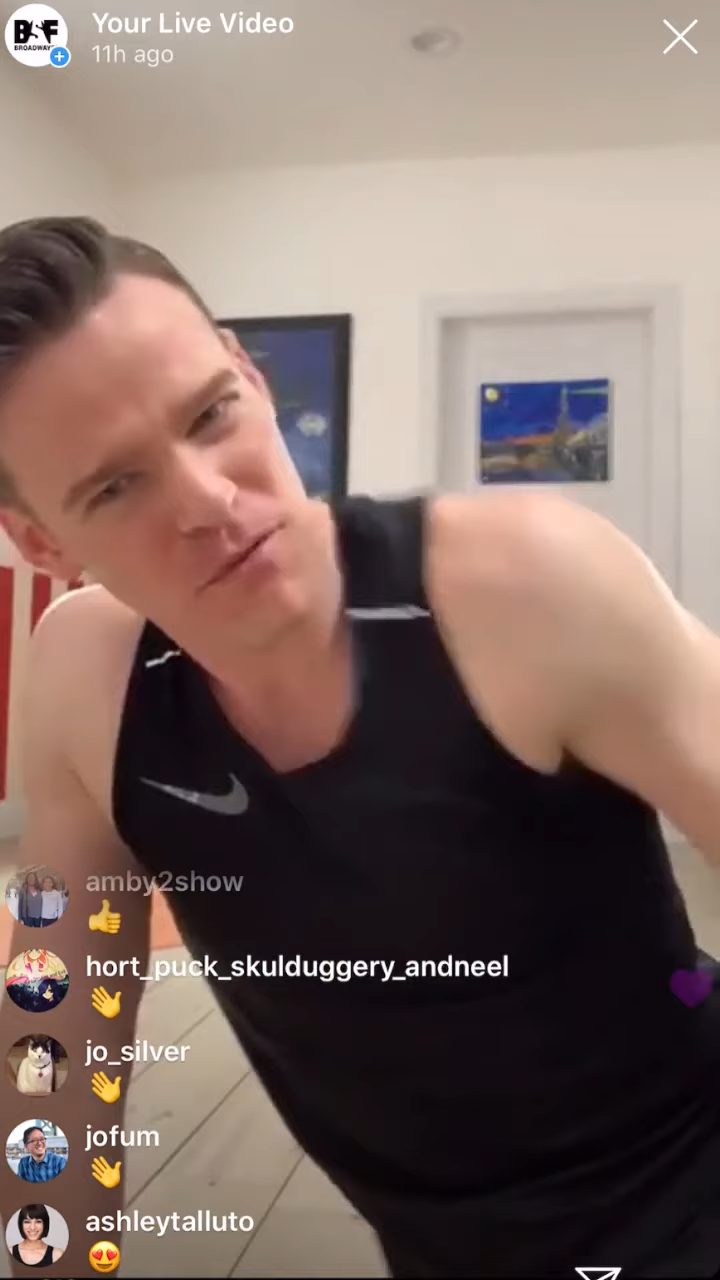 BSF
BROADWAY
Your Live Video
11h ago
amby2show
👍
hort_puck_skulduggery_andneel
👋
jo_silver
👋
jofum
👋
ashleytalluto
😍